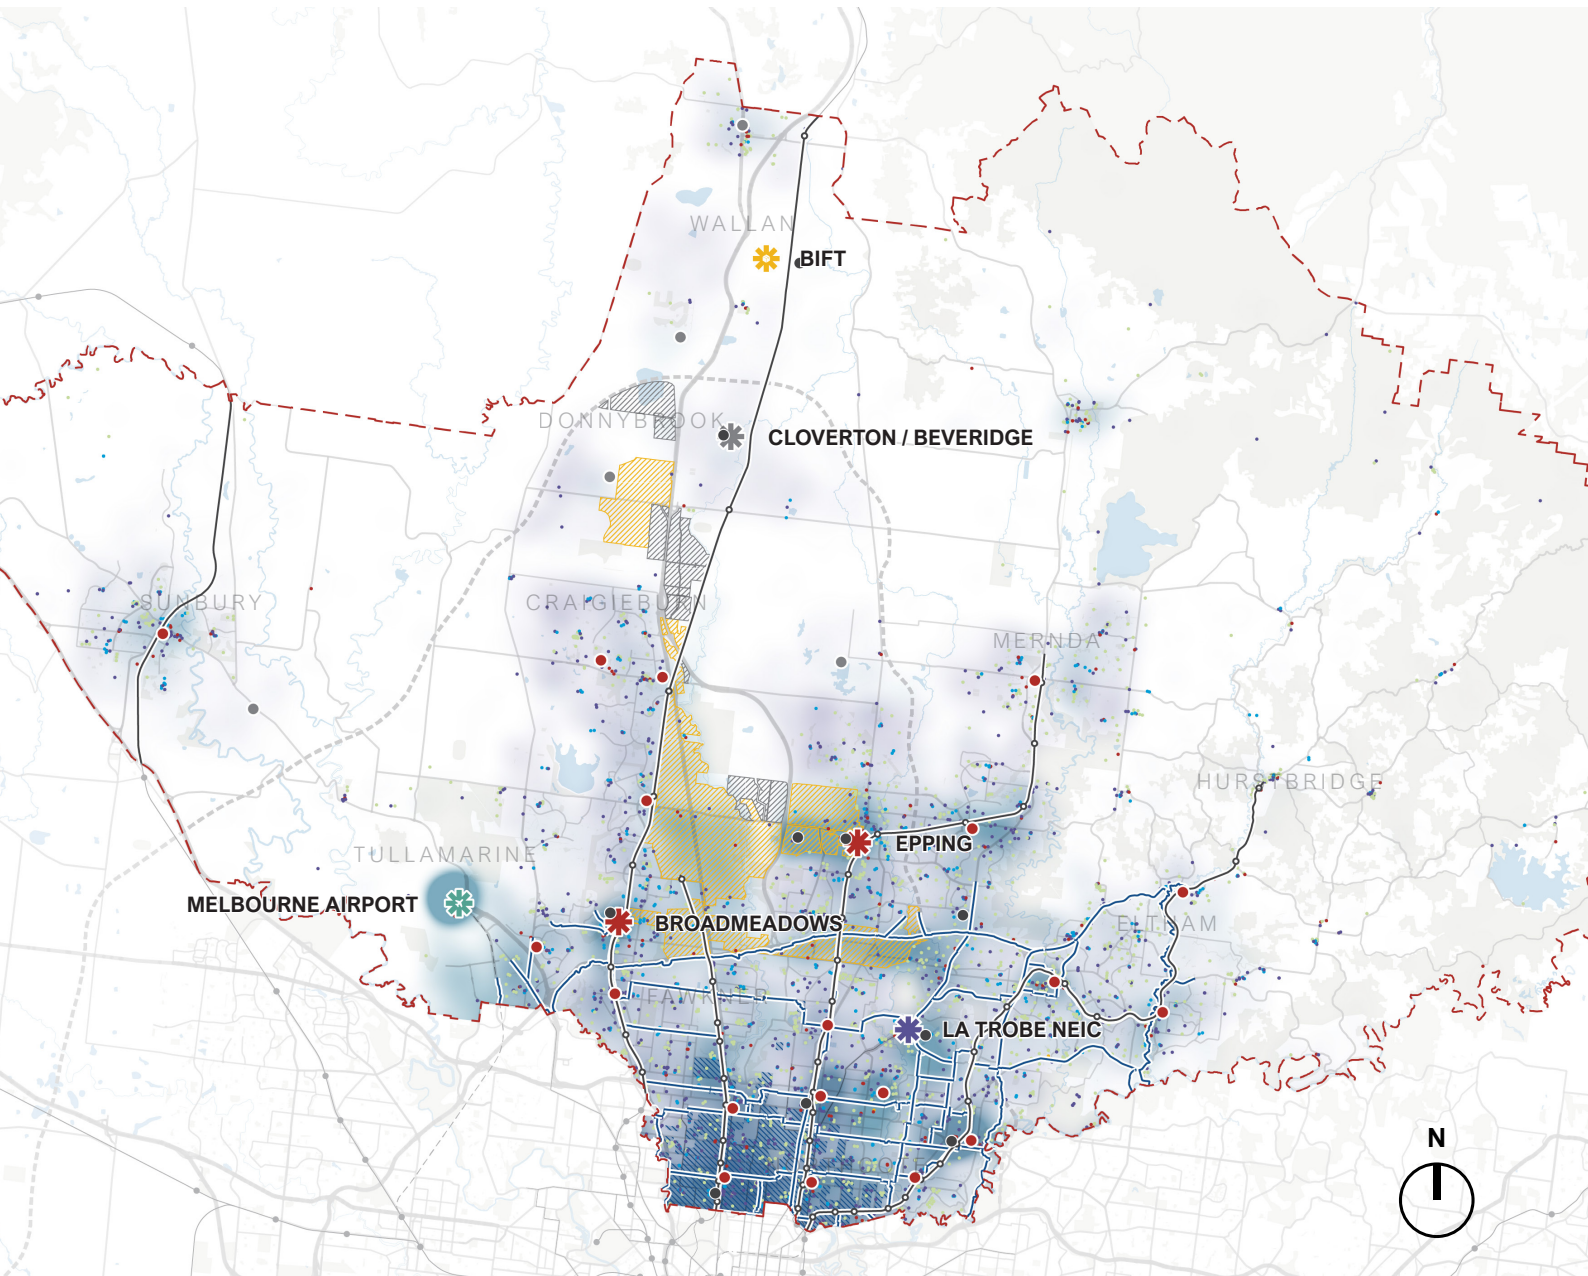 WALLAN
BIFT
DONNYBROOK
CLOVERTON / BEVERIDGE
SUNBURY
CRAIGIEBURN
MERNDA
HURSTBRIDGE
TULLAMARINE
EPPING
MELBOURNE AIRPORT
BROADMEADOWS
ELTHAM
FAWKNER
LA TROBE NEIC
N